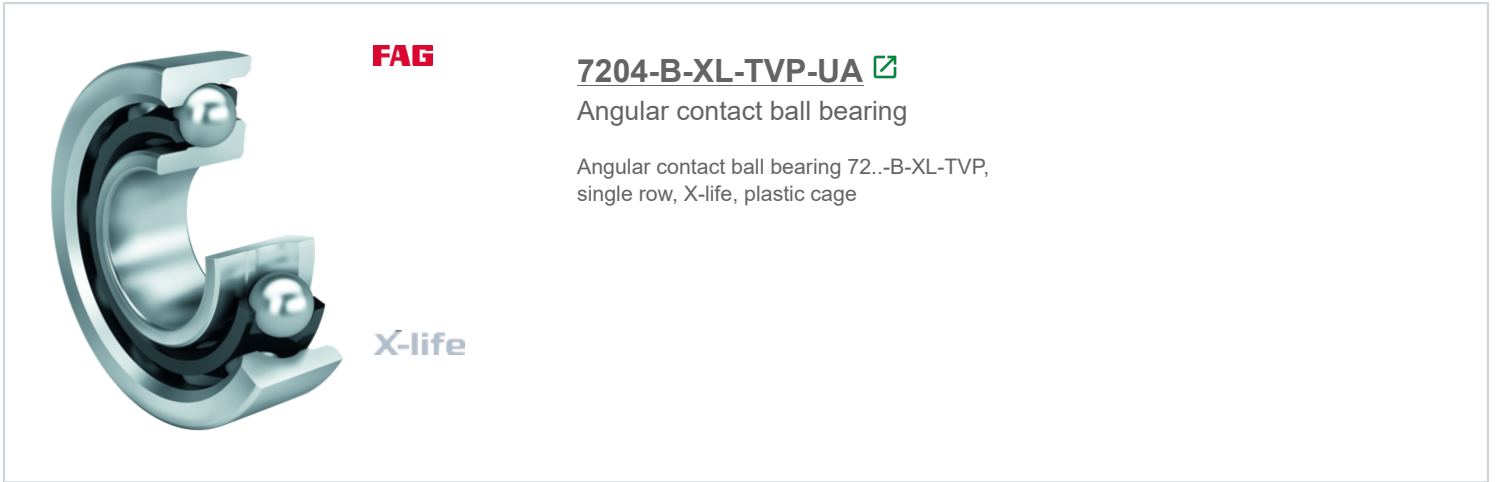 FAG
7204-B-XL-TVP-UA
Angular contact ball bearing
Angular contact ball bearing 72..-B-XL-TVP,
single row, X-life, plastic cage
X-life